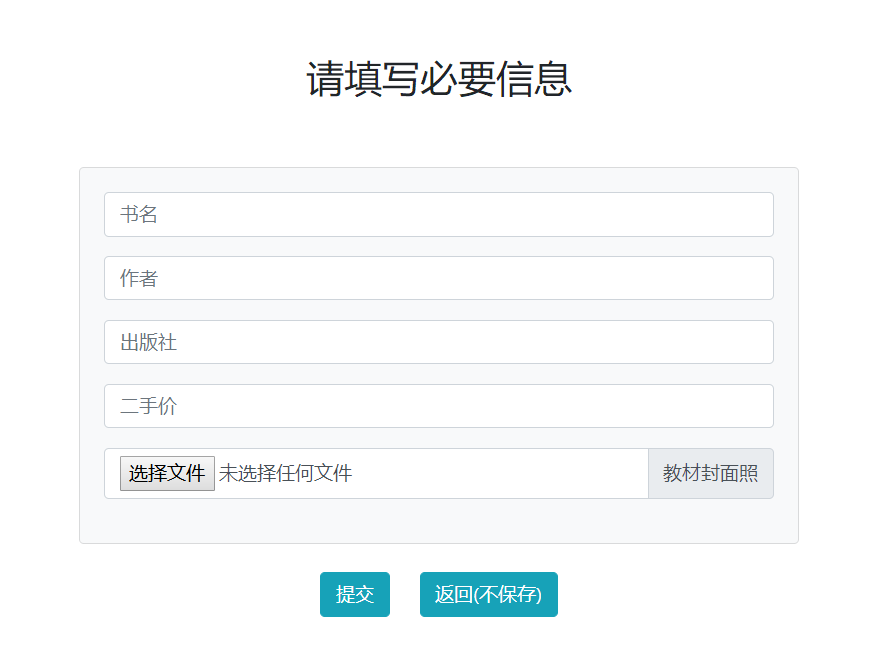 请填写必要信息
书名
作者
出版社
二手价
选择文件 未选择任何文件 教材封面照
提交 返回(不保存)